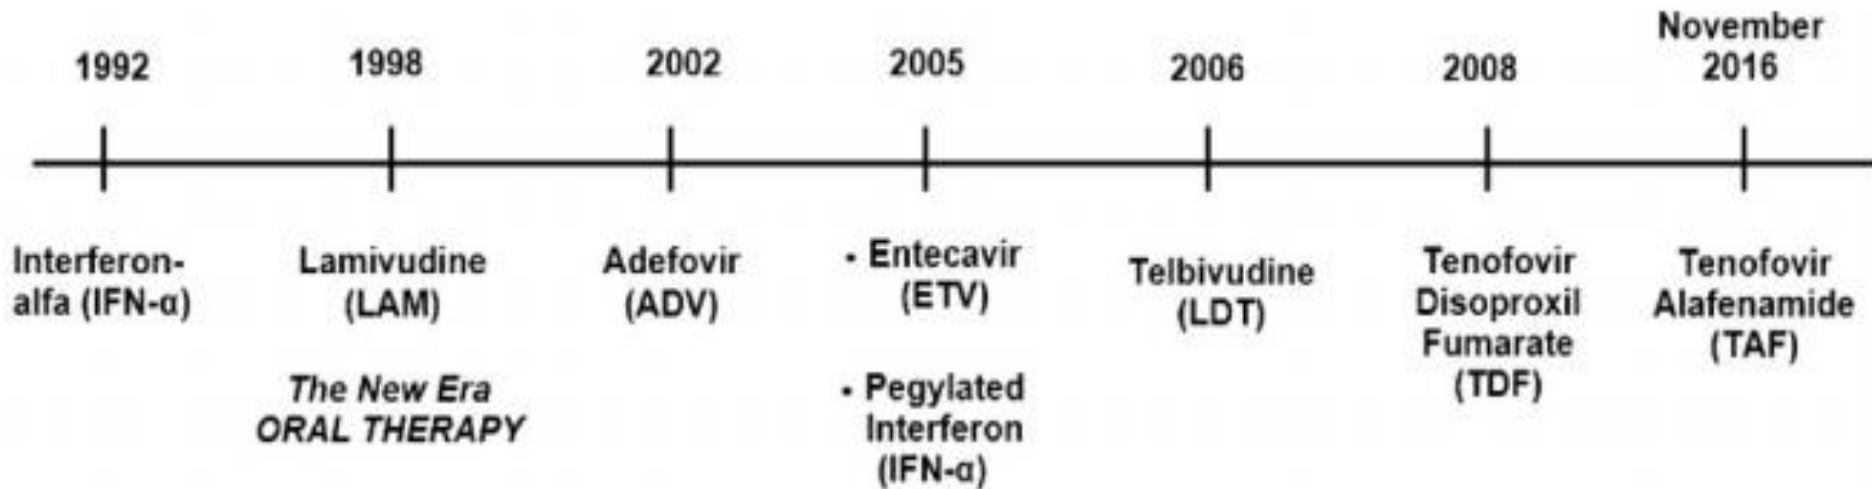 1992
1998
2002
2005
2006
2008
November
2016
Interferon-
alfa (IFN-α)
Lamivudine
(LAM)
The New Era
ORAL THERAPY
Adefovir
(ADV)
• Entecavir
(ETV)
• Pegylated
Interferon
(IFN-α)
Telbivudine
(LDT)
Tenofovir
Disoproxil
Fumarate
(TDF)
Tenofovir
Alafenamide
(TAF)